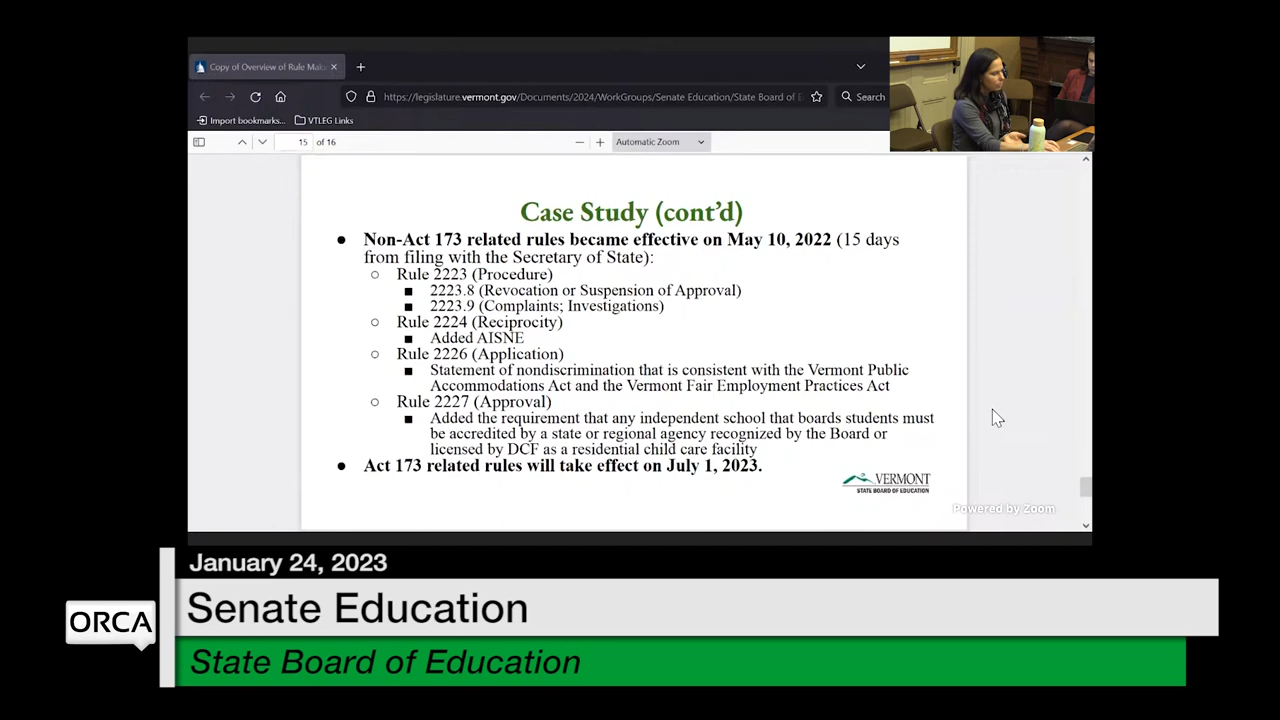 Copy of Overview of Rule Mak
https://legislature.vermont.gov/Documents/2024/WorkGroups/Senate Education/State Board of E
Search
Import bookmarks...
VTLEG Links
15 of 16
Automatic Zoom
Case Study (cont’d)
● Non-Act 173 related rules became effective on May 10, 2022 (15 days
from filing with the Secretary of State):
○ Rule 2223 (Procedure)
■ 2223.8 (Revocation or Suspension of Approval)
■ 2223.9 (Complaints; Investigations)
○ Rule 2224 (Reciprocity)
■ Added AISNE
○ Rule 2226 (Application)
■ Statement of nondiscrimination that is consistent with the Vermont Public
Accommodations Act and the Vermont Fair Employment Practices Act
○ Rule 2227 (Approval)
■ Added the requirement that any independent school that boards students must
be accredited by a state or regional agency recognized by the Board or
licensed by DCF as a residential child care facility
● Act 173 related rules will take effect on July 1, 2023.
VERMONT
STATE BOARD OF EDUCATION
Powered by Zoom
January 24, 2023
ORCA
Senate Education
State Board of Education